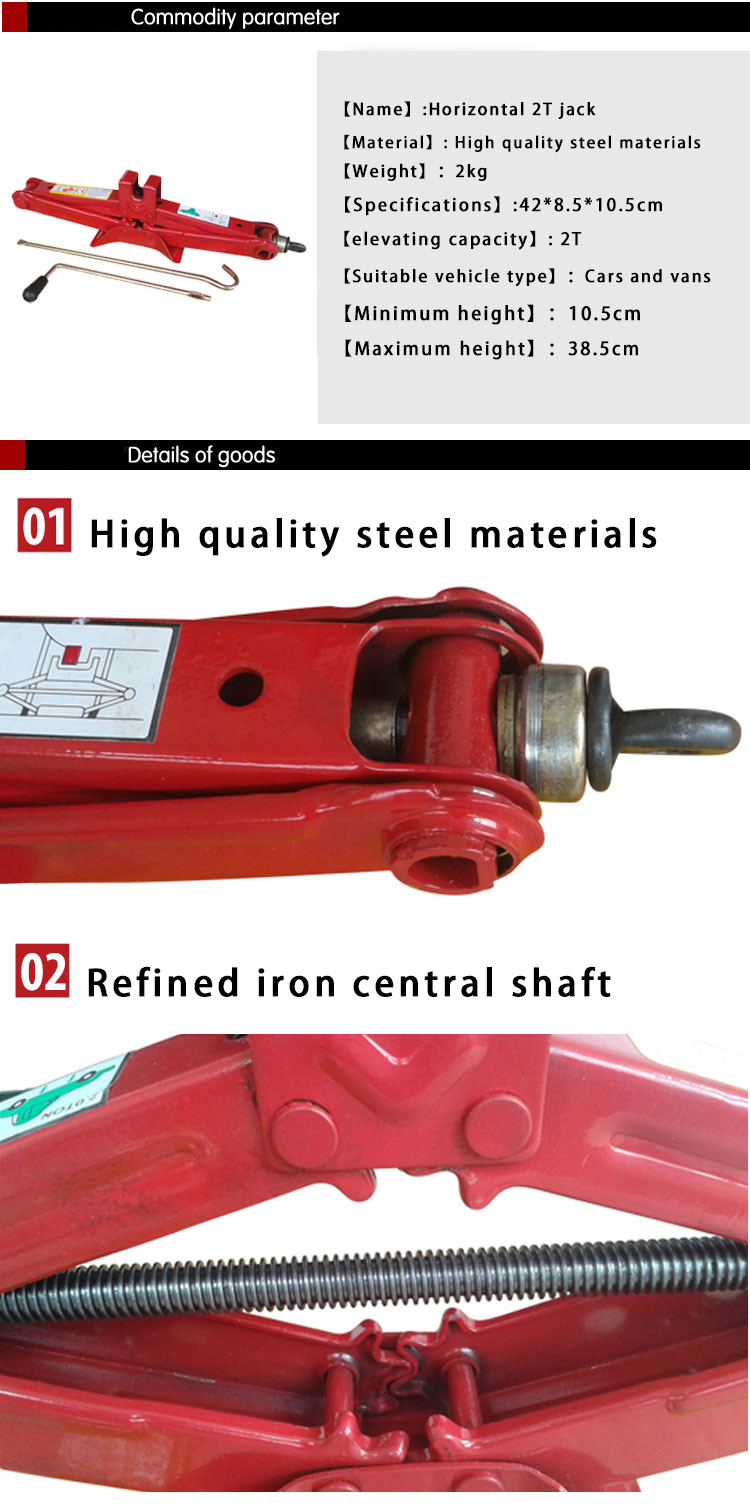 Commodity parameter
【Name】:Horizontal 2T jack
【Material】: High quality steel materials
【Weight】: 2kg
【Specifications】:42*8.5*10.5cm
【elevating capacity】: 2T
【Suitable vehicle type】: Cars and vans
【Minimum height】: 10.5cm
【Maximum height】: 38.5cm
Details of goods
01 High quality steel materials
02 Refined iron central shaft
2.0TON